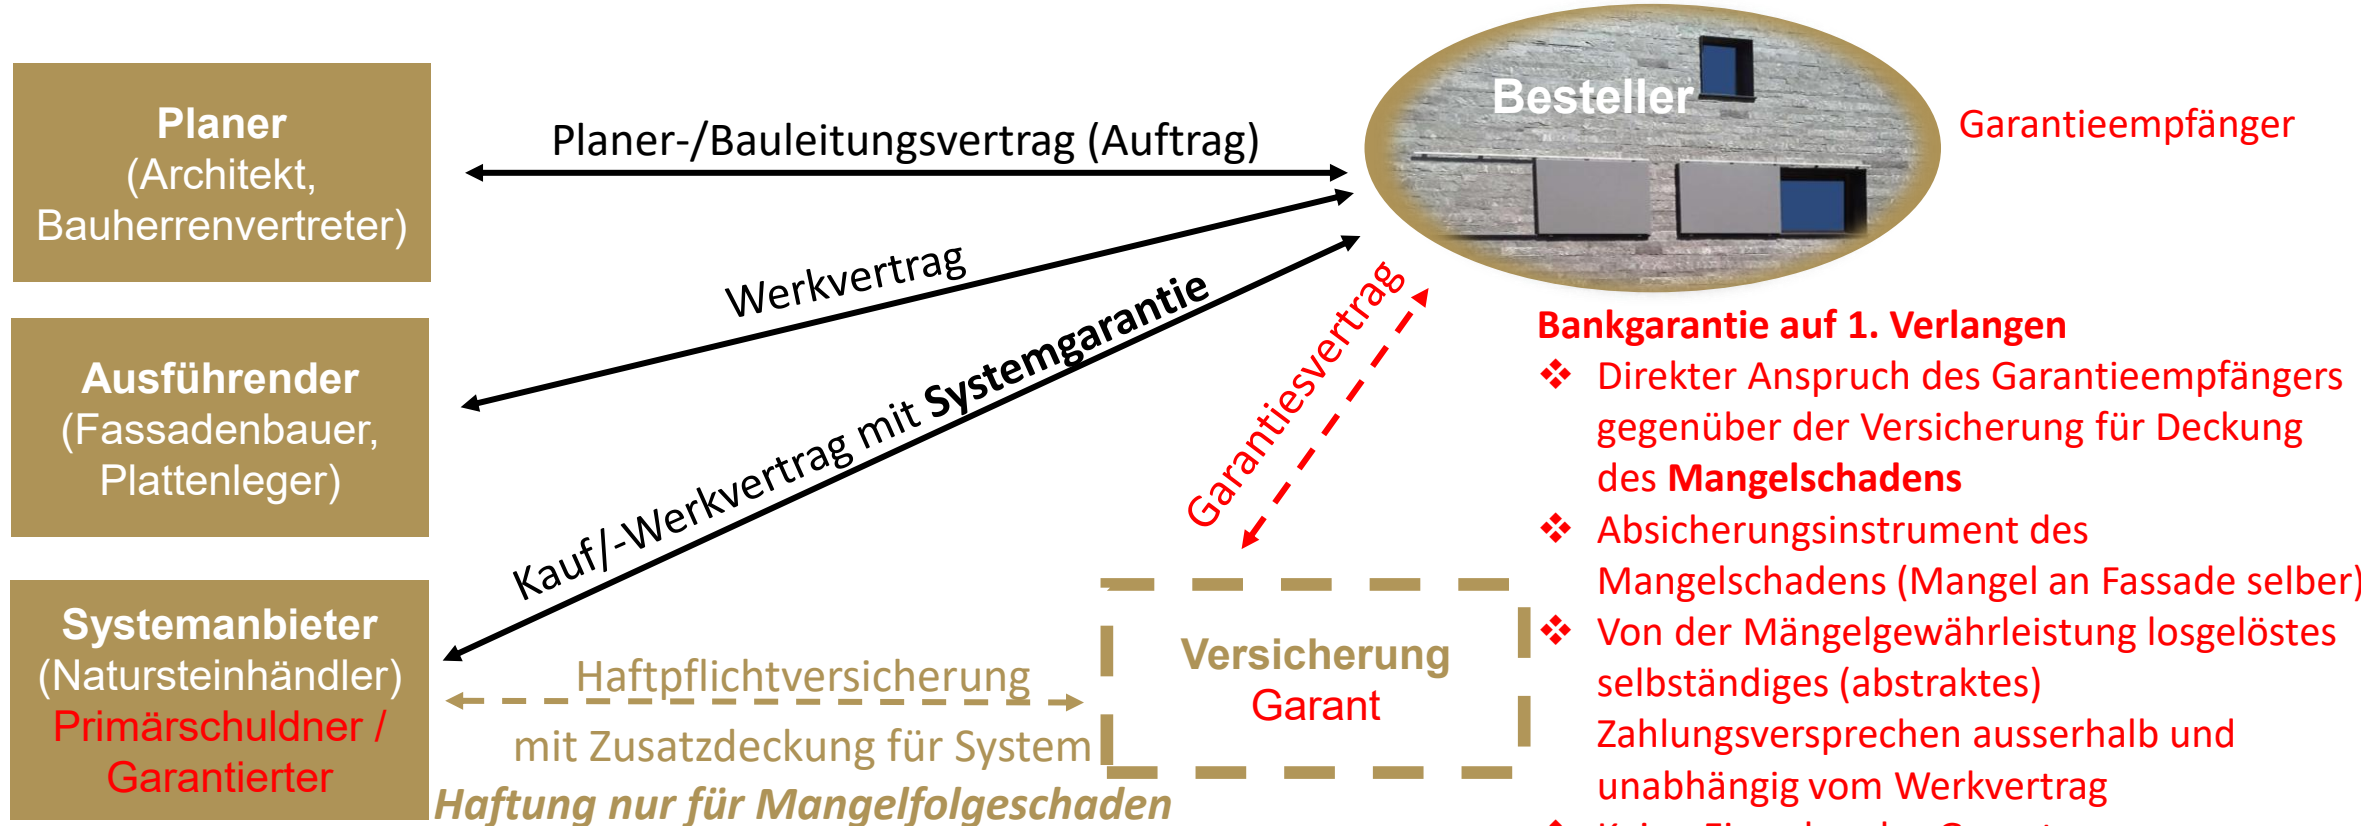 Planer
(Architekt,
Bauherrenvertreter)
Planer-/Bauleitungsvertrag (Auftrag)
Besteller
Garantieempfänger
Werkvertrag
Ausführender
(Fassadenbauer,
Plattenleger)
Kauf/-Werkvertrag mit Systemgarantie
Garantiesvertrag
Systemanbieter
(Natursteinhändler)
Primärschuldner /
Garantierter
Haftpflichtversicherung
mit Zusatzdeckung für System
Haftung nur für Mangelfolgeschaden
Versicherung
Garant
Bankgarantie auf 1. Verlangen
❖ Direkter Anspruch des Garantieempfängers
gegenüber der Versicherung für Deckung
des Mangelschadens
❖ Absicherungsinstrument des
Mangelschadens (Mangel an Fassade selber)
❖ Von der Mängelgewährleistung losgelöstes
selbständiges (abstraktes)
Zahlungsversprechen ausserhalb und
unabhängig vom Werkvertrag